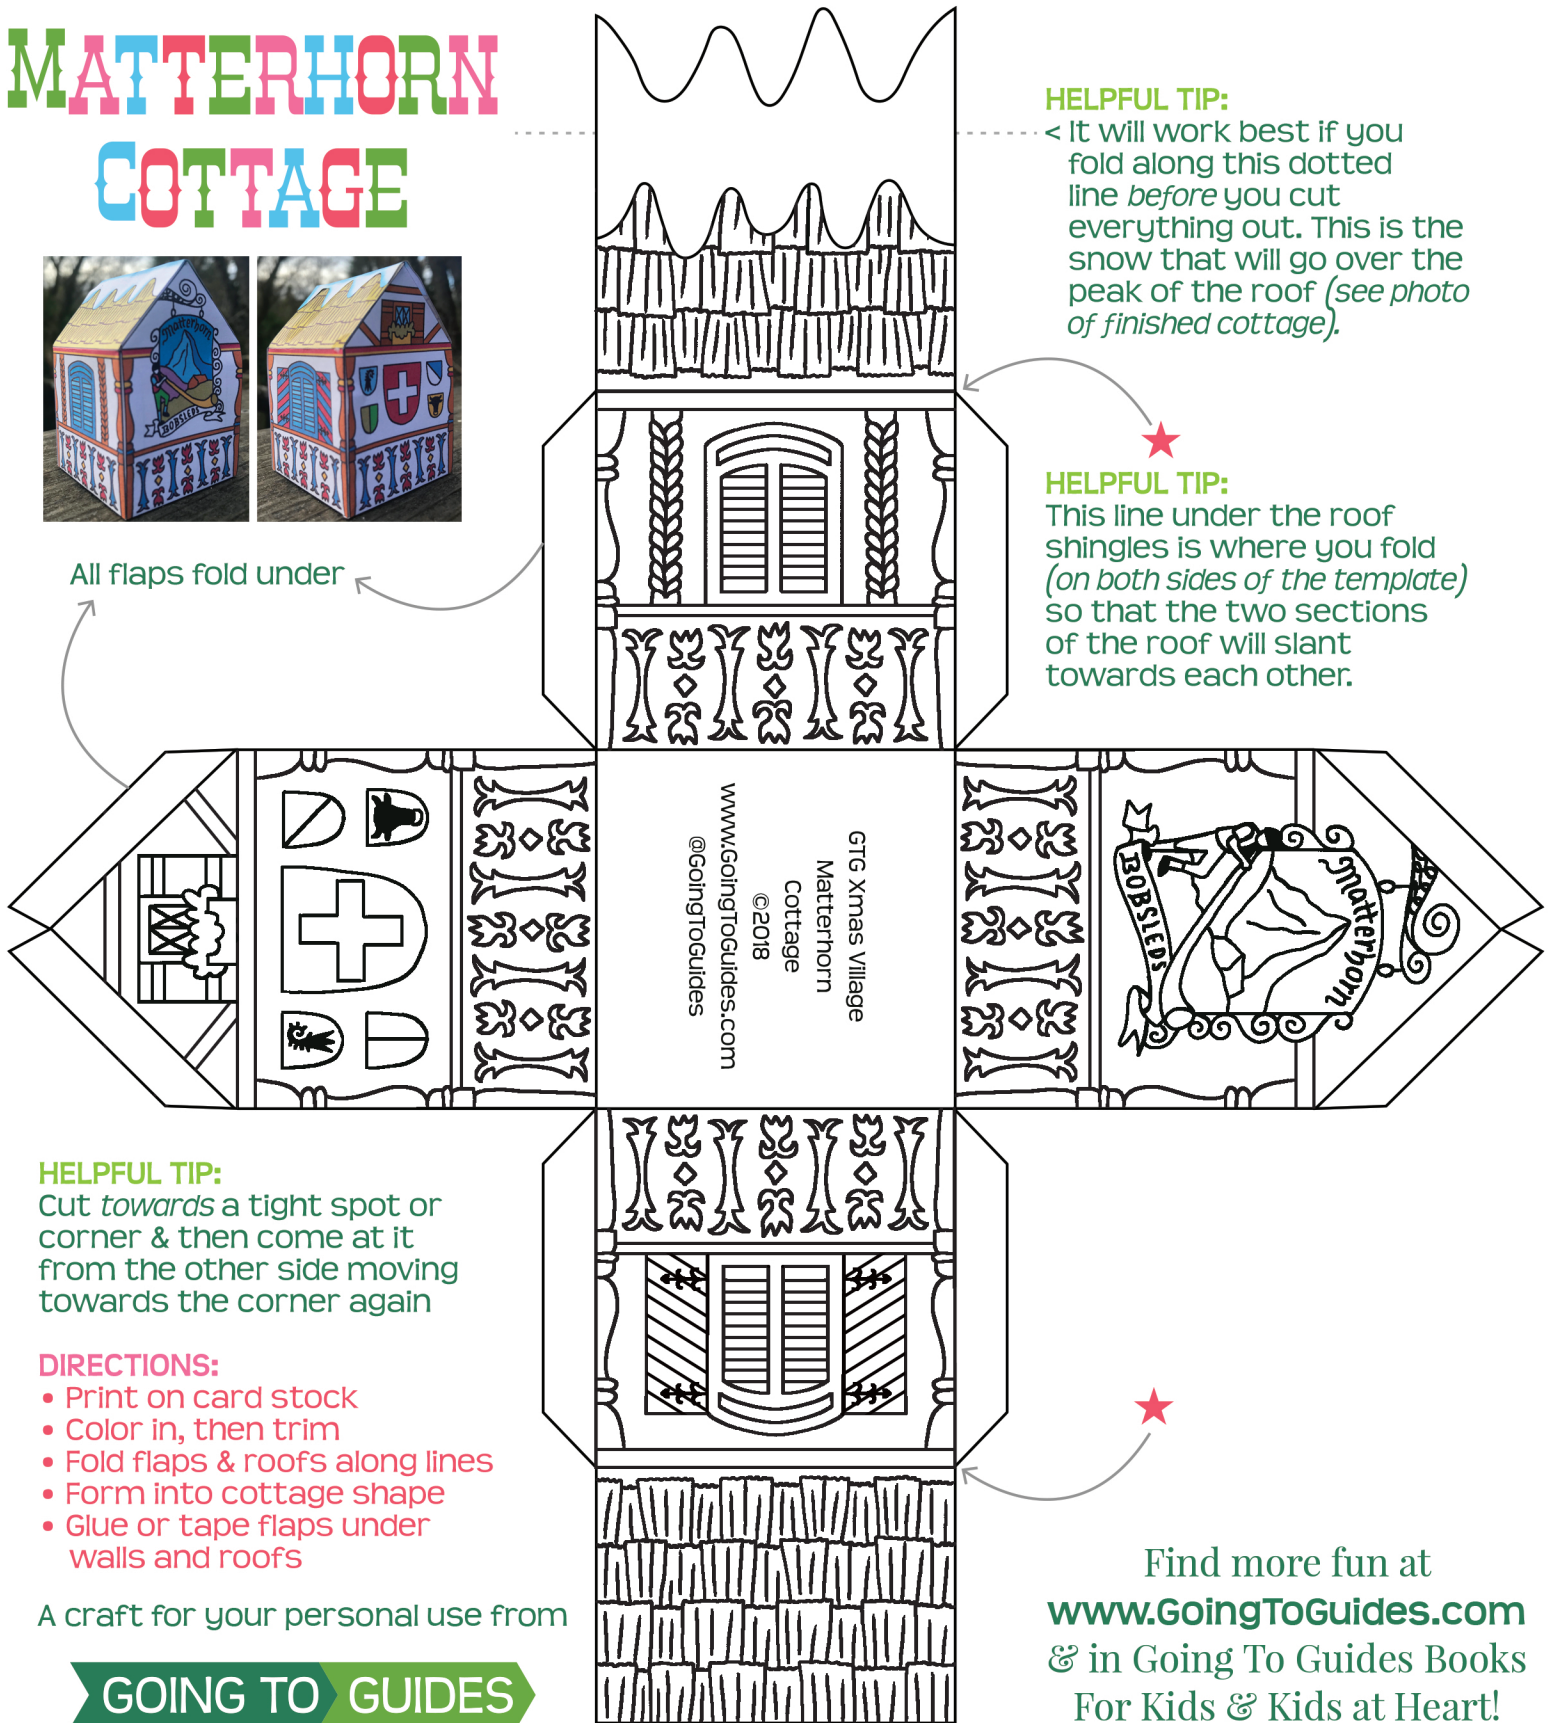 MATTERHORN
COTTAGE
Matterhorn
BOBSLEDS
All flaps fold under
HELPFUL TIP:
< It will work best if you
fold along this dotted
line before you cut
everything out. This is the
snow that will go over the
peak of the roof (see photo
of finished cottage).
HELPFUL TIP:
This line under the roof
shingles is where you fold
(on both sides of the template)
so that the two sections
of the roof will slant
towards each other.
GTG Xmas Village
Matterhorn
Cottage
©2018
www.GoingToGuides.com
@GoingToGuides
Matterhorn
BOBSLEDS
HELPFUL TIP:
Cut towards a tight spot or
corner & then come at it
from the other side moving
towards the corner again
DIRECTIONS:
• Print on card stock
• Color in, then trim
• Fold flaps & roofs along lines
• Form into cottage shape
• Glue or tape flaps under
walls and roofs
A craft for your personal use from
GOING TO GUIDES
Find more fun at
www.GoingToGuides.com
& in Going To Guides Books
For Kids & Kids at Heart!